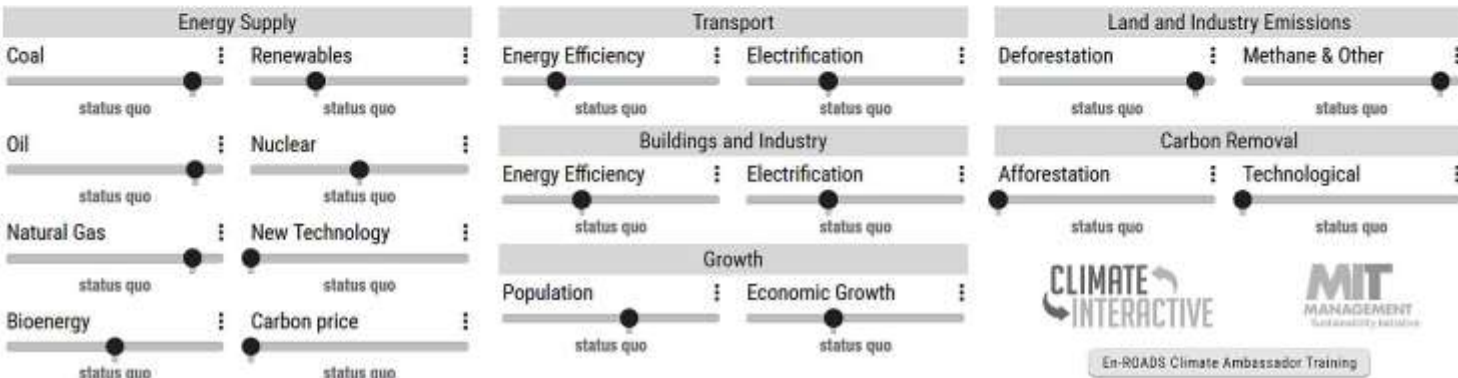 Energy Supply
Coal
status quo
Renewables
status quo
Oil
status quo
Nuclear
status quo
Natural Gas
status quo
New Technology
status quo
Bioenergy
status quo
Carbon price
status quo
Transport
Energy Efficiency
status quo
Electrification
status quo
Buildings and Industry
Energy Efficiency
status quo
Electrification
status quo
Growth
Population
status quo
Economic Growth
status quo
Land and Industry Emissions
Deforestation
status quo
Methane & Other
status quo
Carbon Removal
Afforestation
status quo
Technological
status quo
CLIMATE
INTERACTIVE
MIT
MANAGEMENT
Sustainability Initiative
En-ROADS Climate Ambassador Training